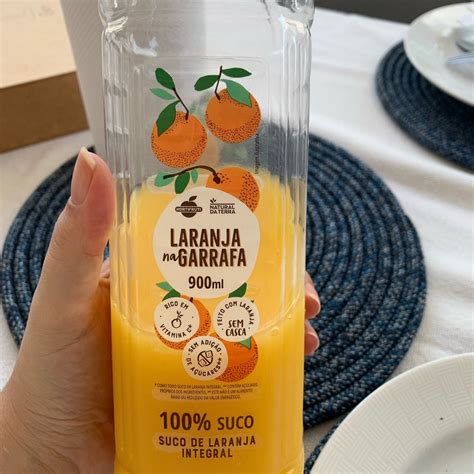 HORTIFRUTI
NATURAL
DA TERRA
LARANJA
na GARRAFA
900ml
RICO EM
VITAMINA C*
FEITO COM LARANJA
SEM
CASCA
SEM ADIÇÃO
DE AÇÚCARES**
100% SUCO
SUCO DE LARANJA
INTEGRAL